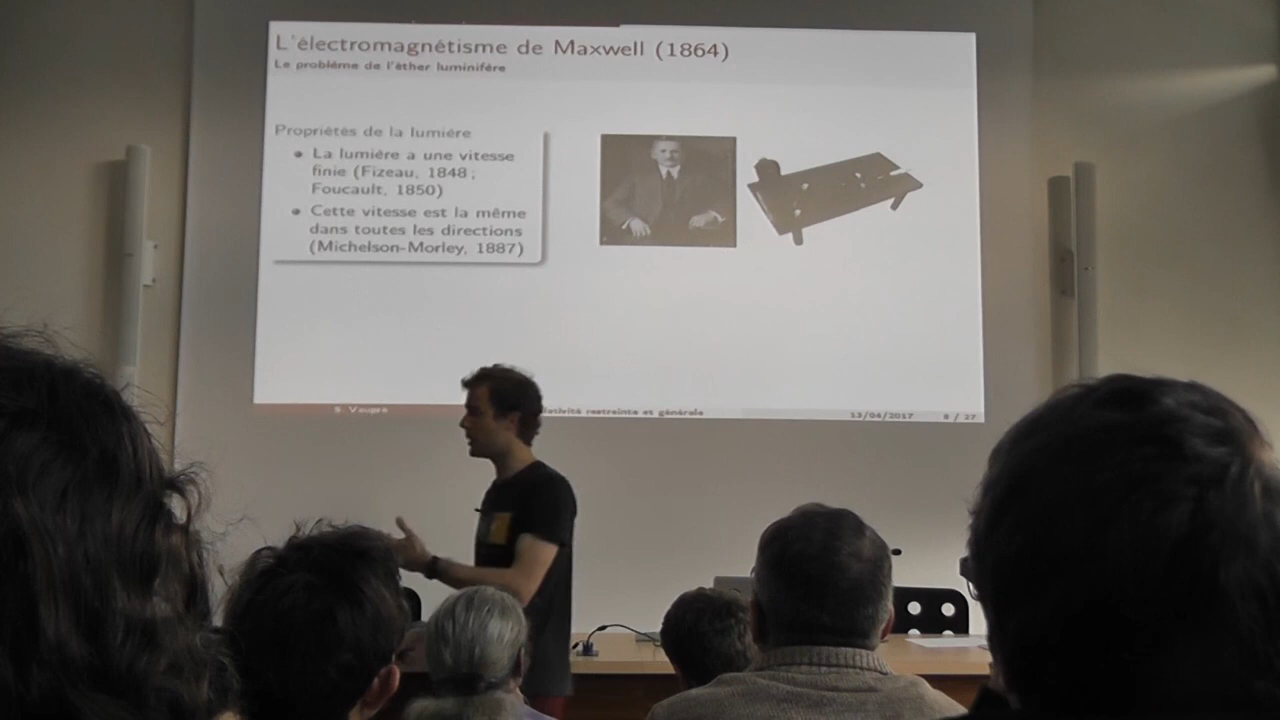 L'électromagnétisme de Maxwell (1864)
Le problème de l'éther luminifère
Propriétés de la lumière
La lumière a une vitesse
finie (Fizeau, 1848 ;
Foucault, 1850)
Cette vitesse est la même
dans toutes les directions
(Michelson-Morley, 1887)
S. Vaupre
lativité restreinte et générale
13/04/2017
8 / 27